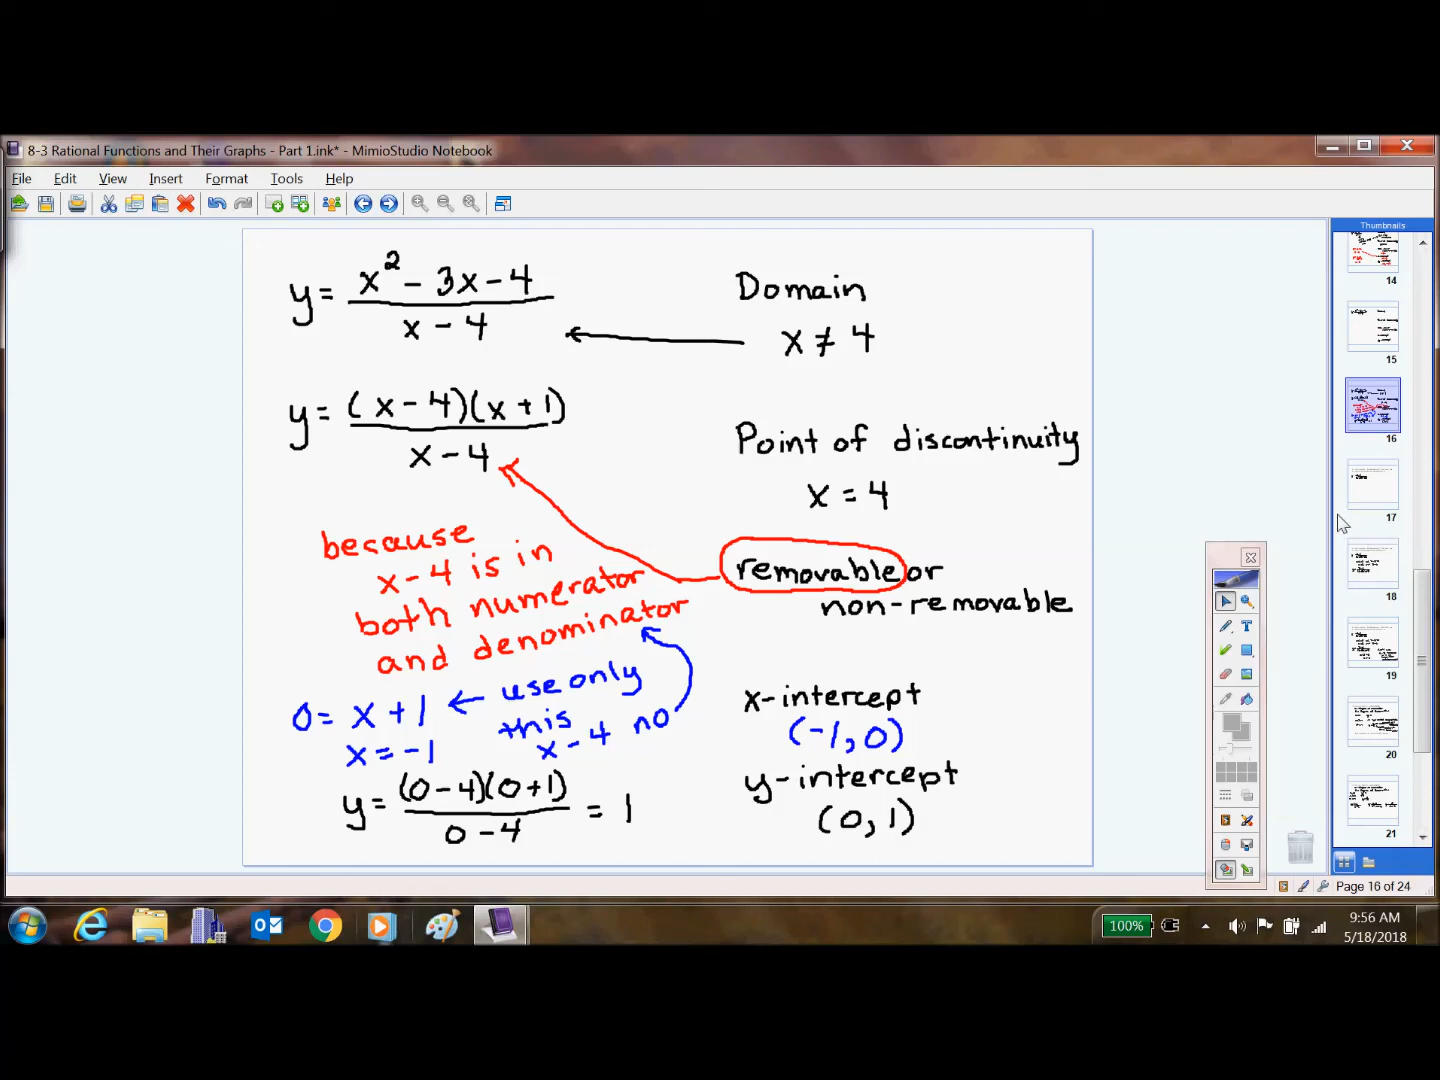 8-3 Rational Functions and Their Graphs - Part 1.ink* - MimioStudio Notebook
File Edit View Insert Format Tools Help
Thumbnails
y = (x² - 3x - 4) / (x - 4)
Domain
x ≠ 4
y = (x - 4)(x + 1) / (x - 4)
Point of discontinuity
x = 4
because
x - 4 is in
both numerator
and denominator
removable or
non-removable
0 = x + 1 ← use only
this
x - 4 no
x = -1
x-intercept
(-1, 0)
y = (0 - 4)(0 + 1) / (0 - 4) = 1
y-intercept
(0, 1)
14
15
16
17
18
19
20
21
Page 16 of 24
100%
9:56 AM
5/18/2018